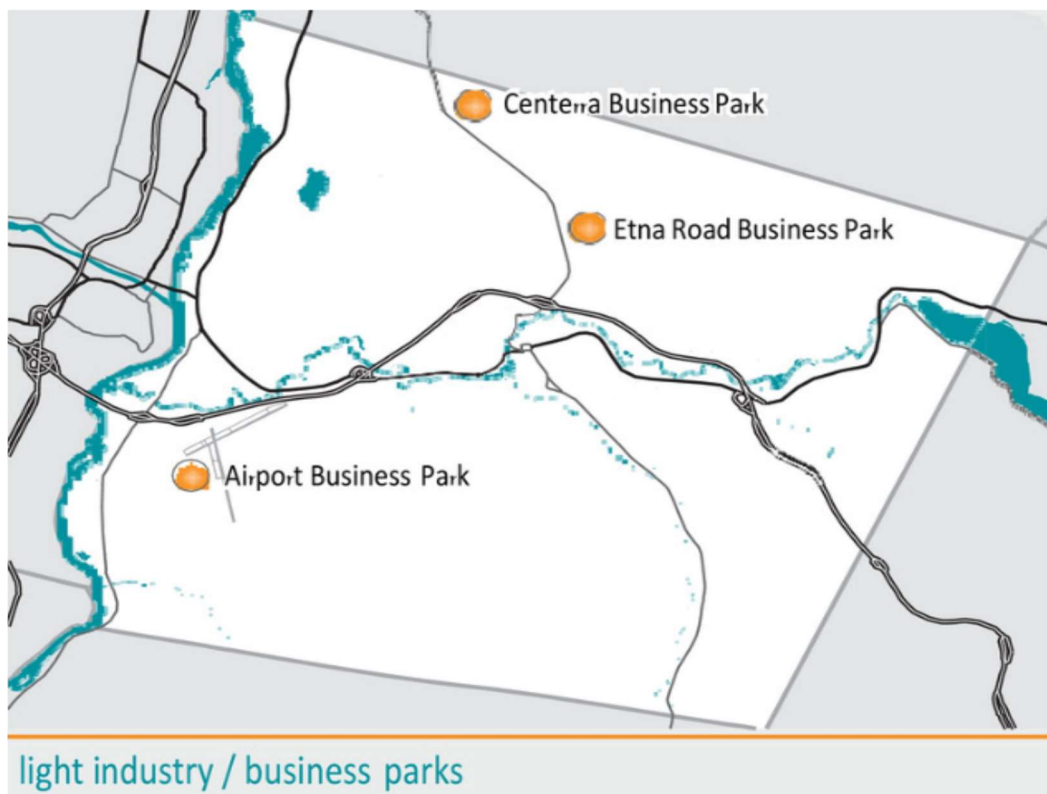 Centerra Business Park
Etna Road Business Park
Airport Business Park
light industry / business parks